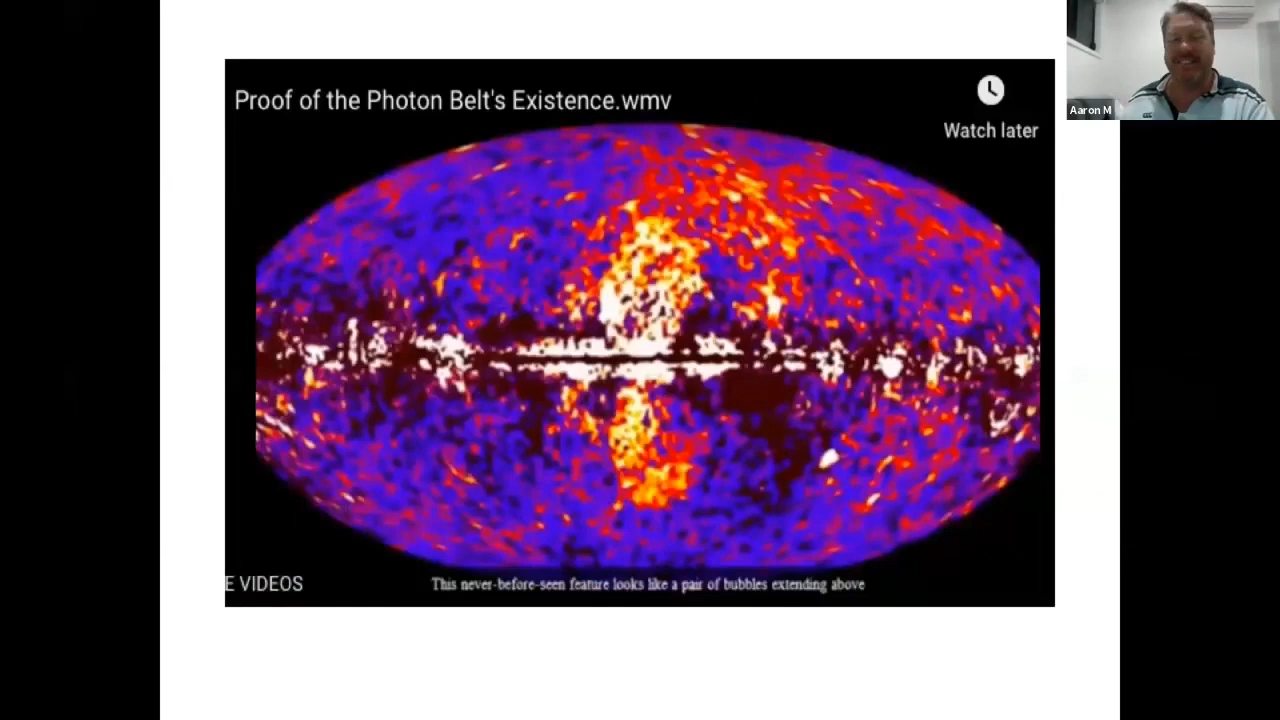 Proof of the Photon Belt's Existence.wmv
Watch later
Aaron M
E VIDEOS
This never-before-seen feature looks like a pair of bubbles extending above